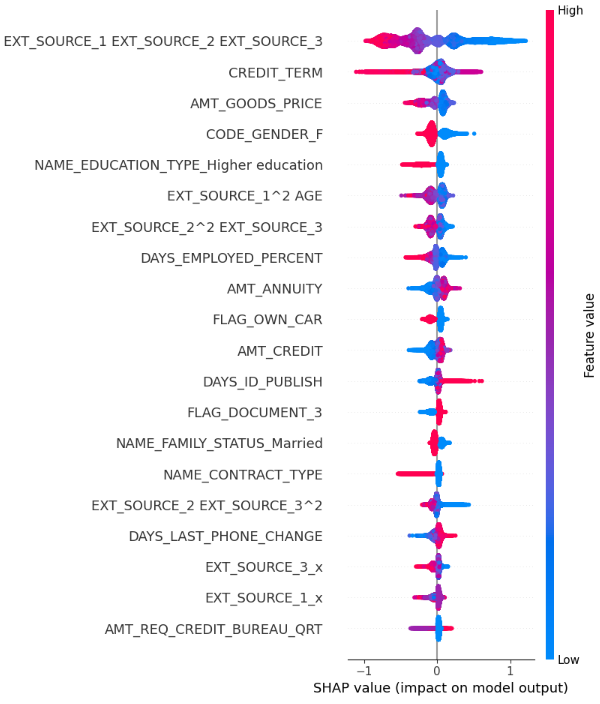 High
EXT_SOURCE_1 EXT_SOURCE_2 EXT_SOURCE_3
CREDIT_TERM
AMT_GOODS_PRICE
CODE_GENDER_F
NAME_EDUCATION_TYPE_Higher education
EXT_SOURCE_1^2 AGE
EXT_SOURCE_2^2 EXT_SOURCE_3
DAYS_EMPLOYED_PERCENT
AMT_ANNUITY
FLAG_OWN_CAR
AMT_CREDIT
DAYS_ID_PUBLISH
FLAG_DOCUMENT_3
NAME_FAMILY_STATUS_Married
NAME_CONTRACT_TYPE
EXT_SOURCE_2 EXT_SOURCE_3^2
DAYS_LAST_PHONE_CHANGE
EXT_SOURCE_3_x
EXT_SOURCE_1_x
AMT_REQ_CREDIT_BUREAU_QRT
Feature value
Low
−1 0 1
SHAP value (impact on model output)